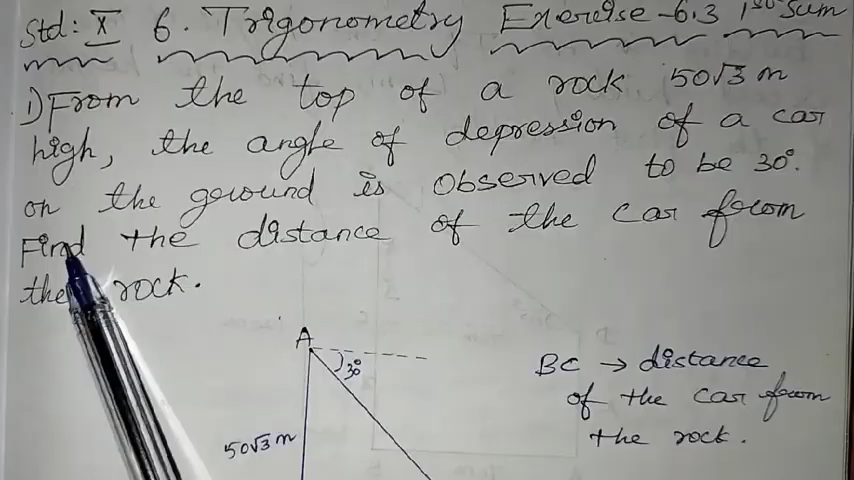 Std: X 6. Trigonometry Exercise-6.3 1st Sum
1) From the top of a rock 50√3 m
high, the angle of depression of a car
on the ground is observed to be 30°.
Find the distance of the car from
the rock.
A
30°
50√3 m
BC → distance
of the car from
the rock.